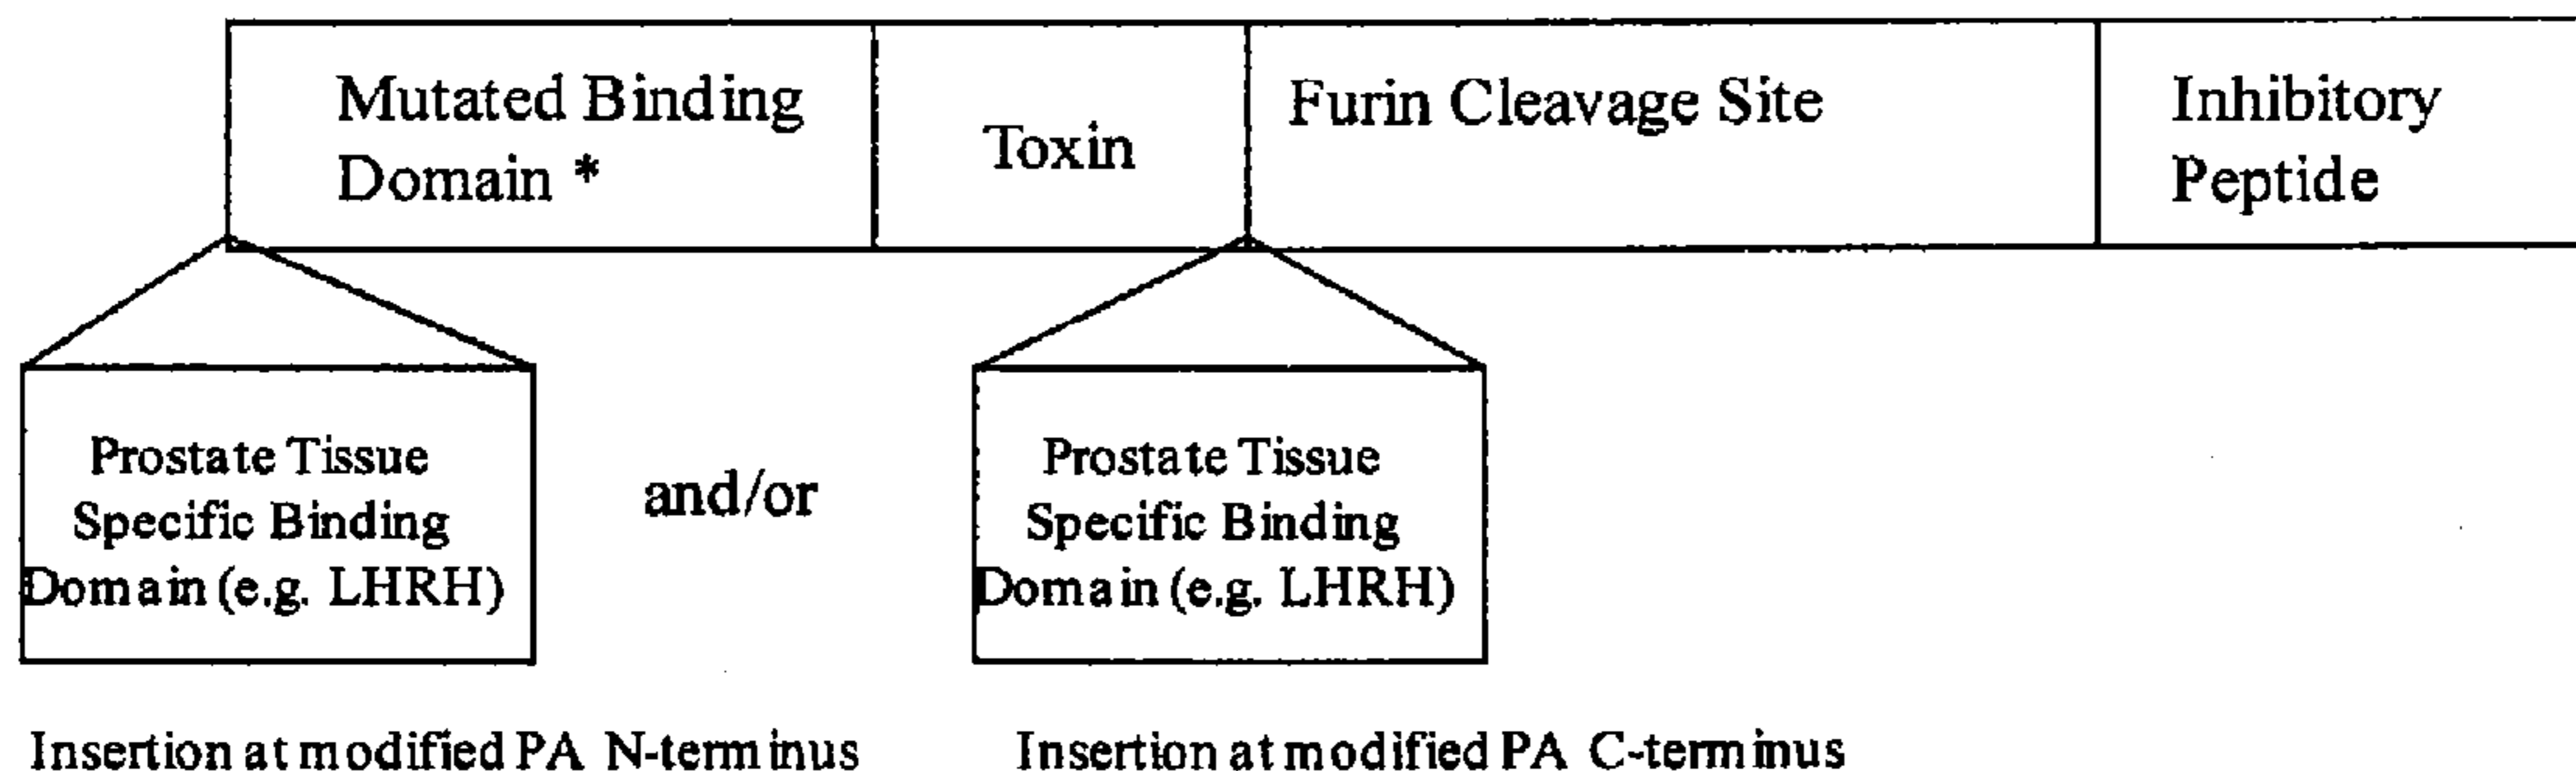 Mutated Binding
Domain *
Toxin
Furin Cleavage Site
Inhibitory
Peptide
Prostate Tissue
Specific Binding
Domain (e.g. LHRH)
and/or
Prostate Tissue
Specific Binding
Domain (e.g. LHRH)
Insertion at modified PA N-terminus
Insertion at modified PA C-terminus